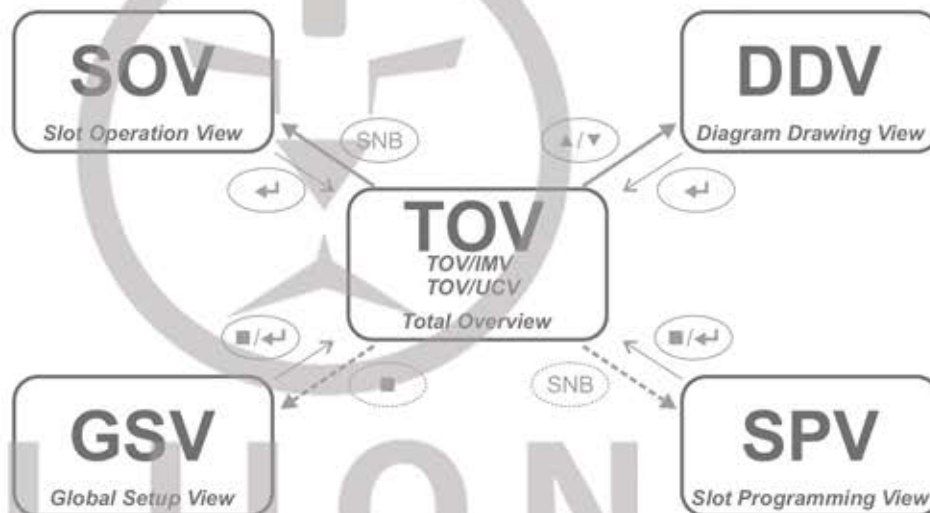 SOV
Slot Operation View
DDV
Diagram Drawing View
SNB
▲/▼
↵
↵
TOV
TOV/IMV
TOV/UCV
Total Overview
■/↵
■/↵
■
SNB
GSV
Global Setup View
SPV
Slot Programming View